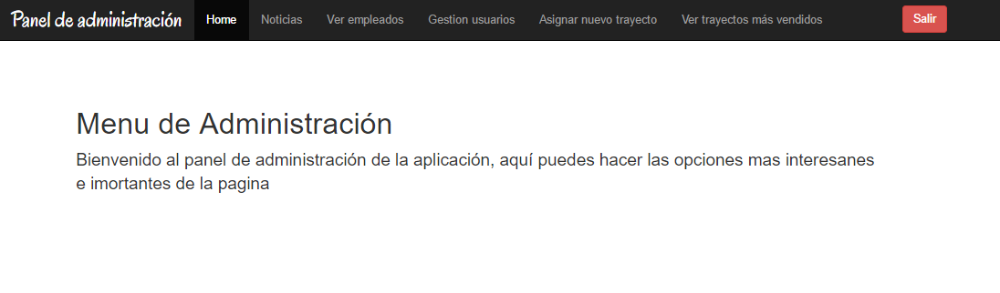 Panel de administración Home Noticias Ver empleados Gestion usuarios Asignar nuevo trayecto Ver trayectos más vendidos Salir
Menu de Administración
Bienvenido al panel de administración de la aplicación, aquí puedes hacer las opciones mas interesanes
e imortantes de la pagina